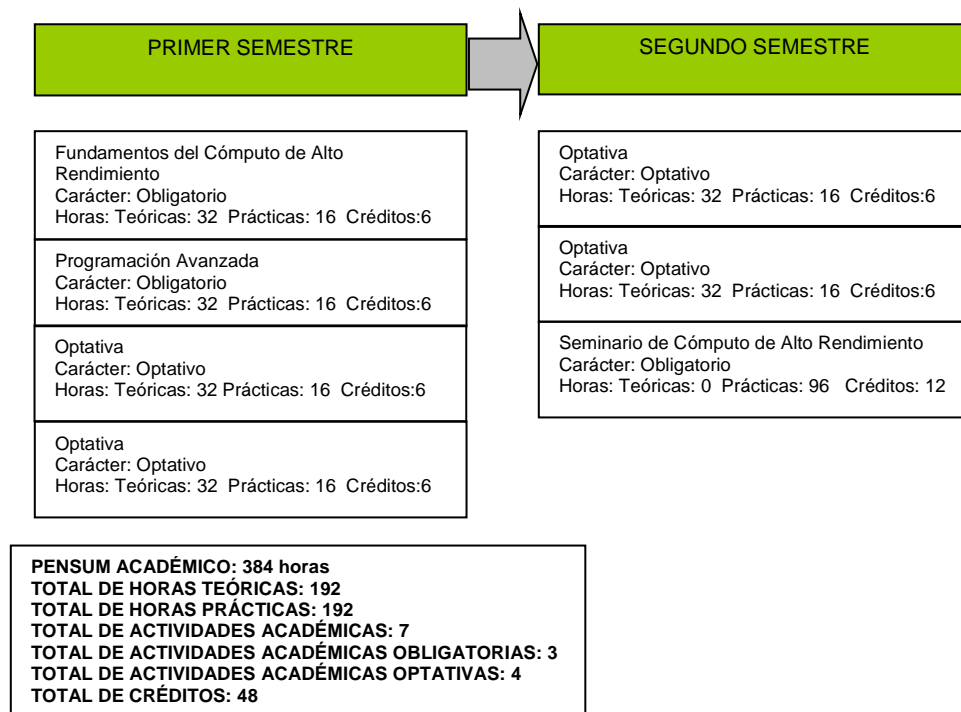 PRIMER SEMESTRE
Fundamentos del Cómputo de Alto
Rendimiento
Carácter: Obligatorio
Horas: Teóricas: 32  Prácticas: 16  Créditos:6
Programación Avanzada
Carácter: Obligatorio
Horas: Teóricas: 32  Prácticas: 16  Créditos:6
Optativa
Carácter: Optativo
Horas: Teóricas: 32 Prácticas: 16  Créditos:6
Optativa
Carácter: Optativo
Horas: Teóricas: 32  Prácticas: 16  Créditos:6
SEGUNDO SEMESTRE
Optativa
Carácter: Optativo
Horas: Teóricas: 32  Prácticas: 16  Créditos:6
Optativa
Carácter: Optativo
Horas: Teóricas: 32  Prácticas: 16  Créditos:6
Seminario de Cómputo de Alto Rendimiento
Carácter: Obligatorio
Horas: Teóricas: 0  Prácticas: 96   Créditos: 12
PENSUM ACADÉMICO: 384 horas
TOTAL DE HORAS TEÓRICAS: 192
TOTAL DE HORAS PRÁCTICAS: 192
TOTAL DE ACTIVIDADES ACADÉMICAS: 7
TOTAL DE ACTIVIDADES ACADÉMICAS OBLIGATORIAS: 3
TOTAL DE ACTIVIDADES ACADÉMICAS OPTATIVAS: 4
TOTAL DE CRÉDITOS: 48